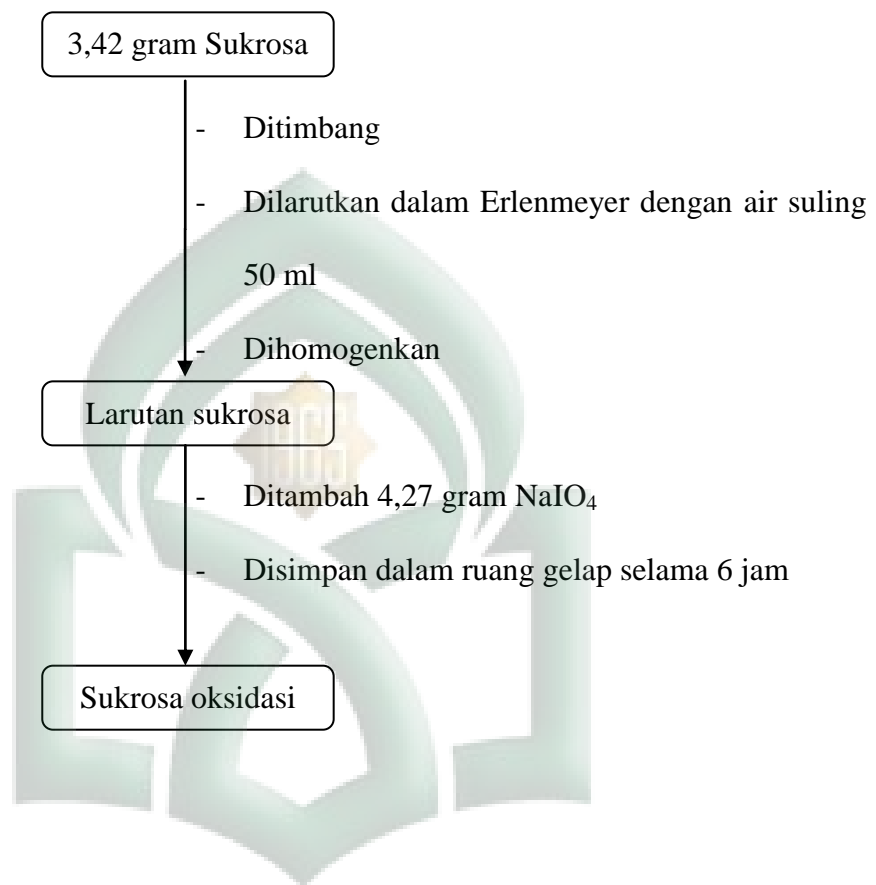 3,42 gram Sukrosa
- Ditimbang
- Dilarutkan dalam Erlenmeyer dengan air suling
50 ml
- Dihomogenkan
Larutan sukrosa
- Ditambah 4,27 gram NaIO₄
- Disimpan dalam ruang gelap selama 6 jam
Sukrosa oksidasi